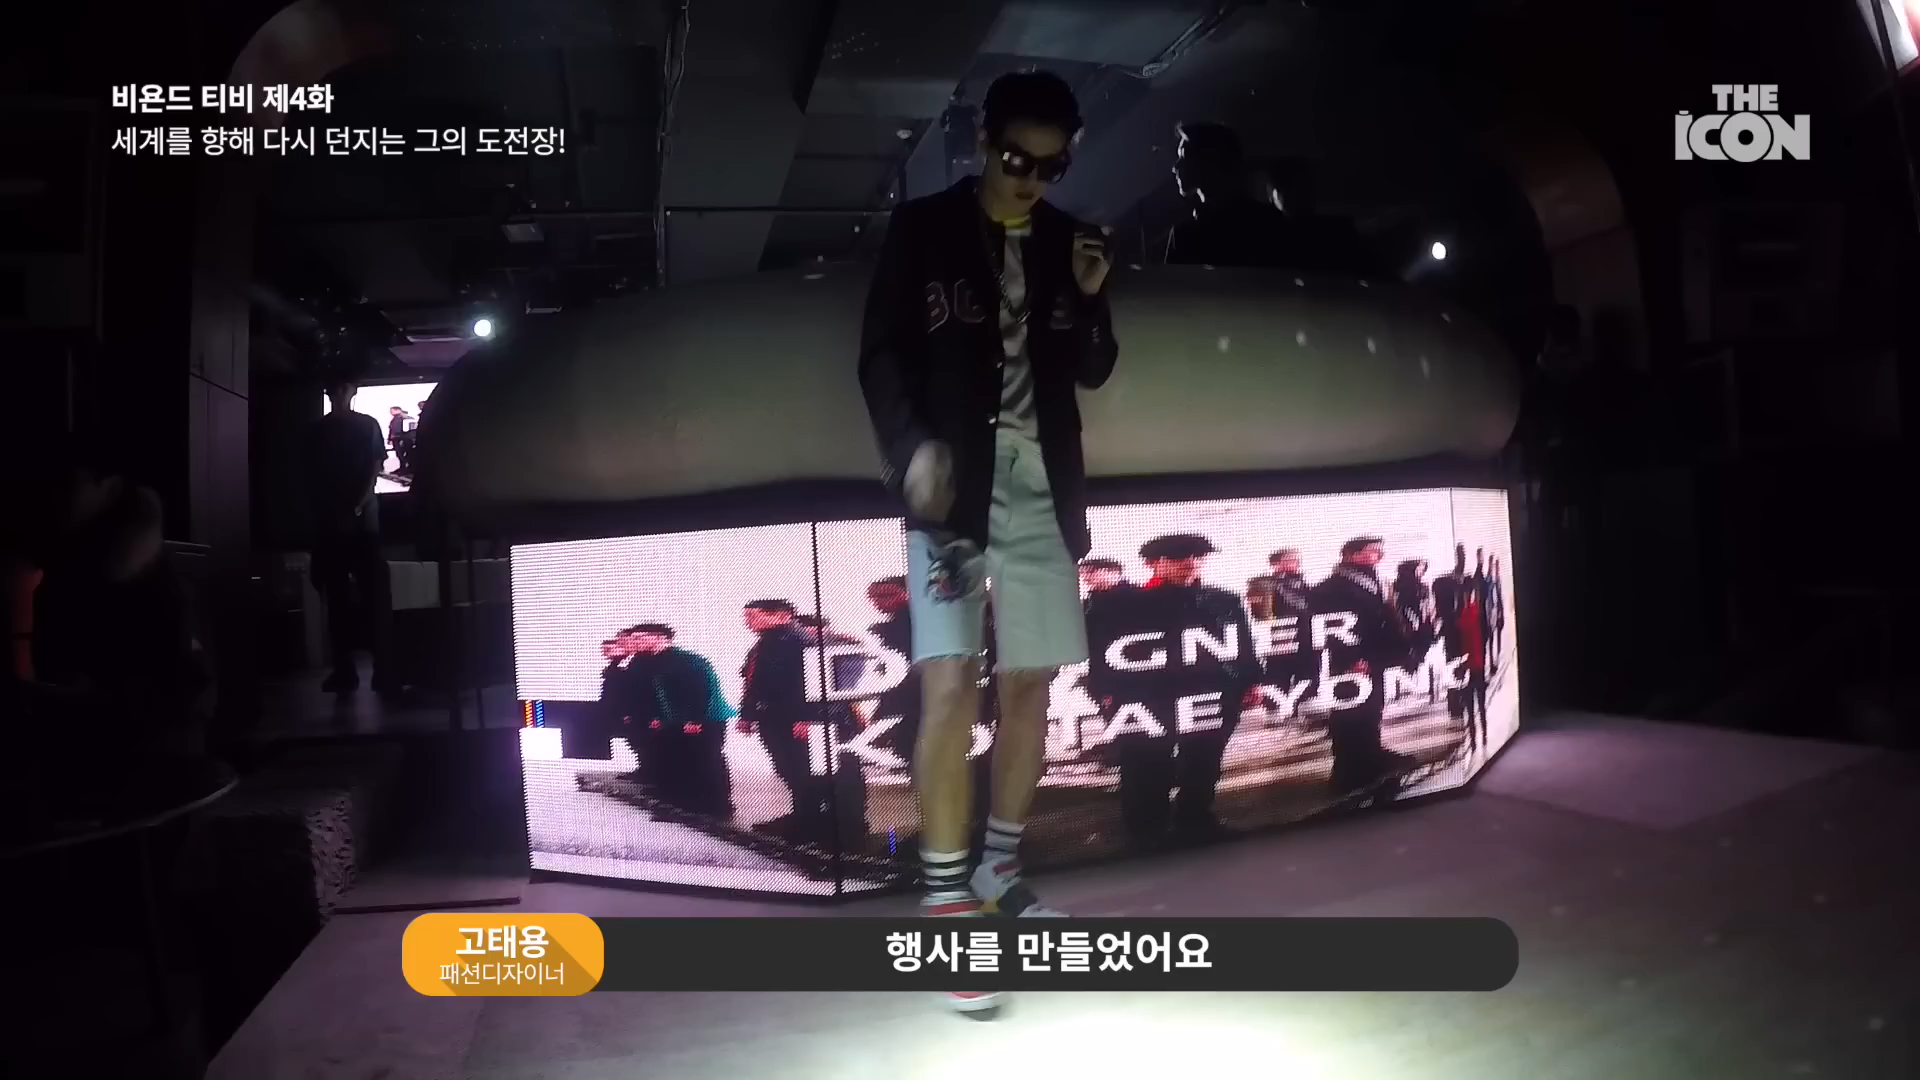 비욘드 티비 제4화
세계를 향해 다시 던지는 그의 도전장!
THE
ICON
GNER
TAE YONG
고태용
패션디자이너
행사를 만들었어요